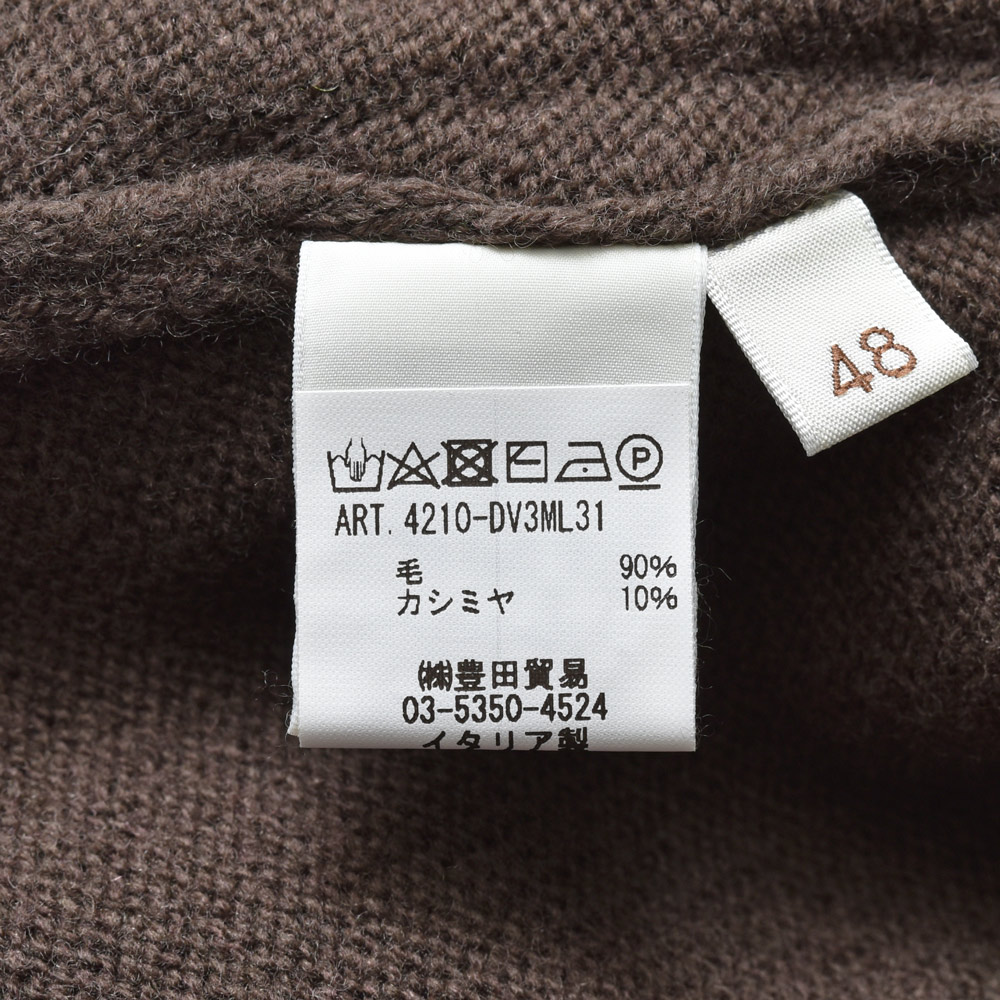 P
ART. 4210-DV3ML31
毛 90%
カシミヤ 10%
㈱豊田貿易
03-5350-4524
イタリア製
48